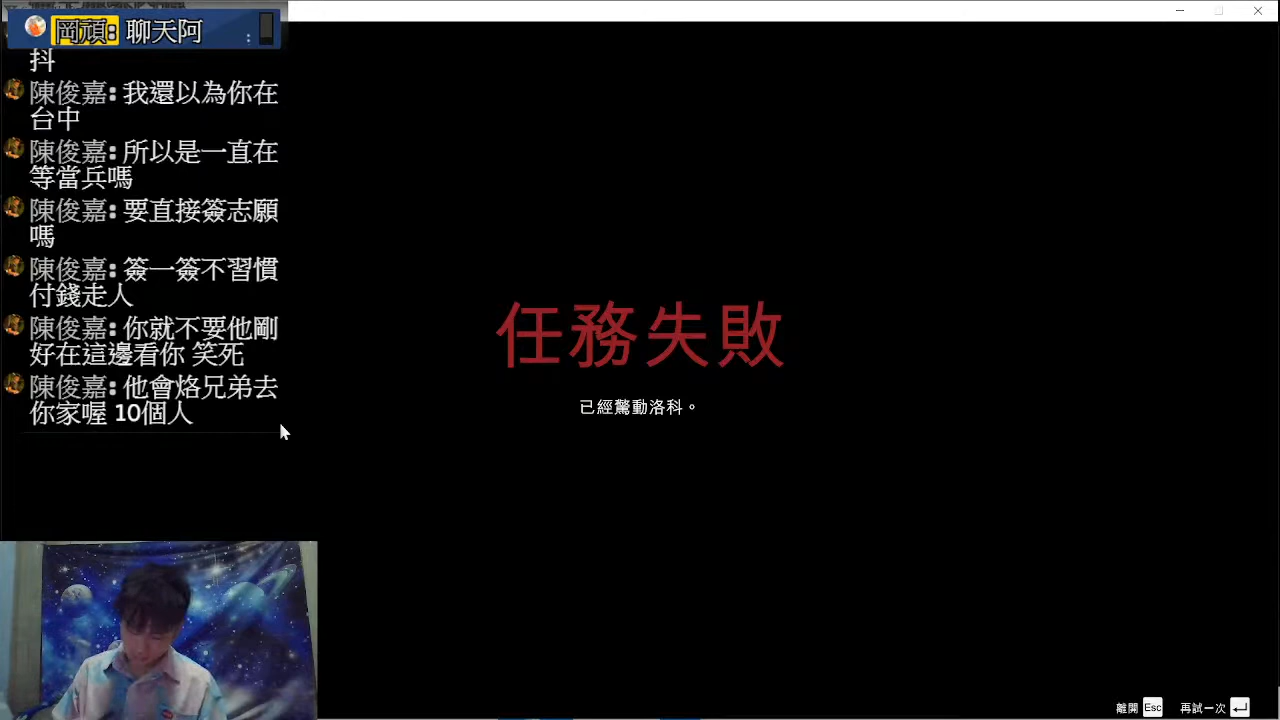 岡頑: 聊天阿
抖
陳俊嘉: 我還以為你在
台中
陳俊嘉: 所以是一直在
等當兵嗎
陳俊嘉: 要直接簽志願
嗎
陳俊嘉: 簽一簽不習慣
付錢走人
陳俊嘉: 你就不要他剛
好在這邊看你 笑死
陳俊嘉: 他會烙兄弟去
你家喔 10個人
任務失敗
已經驚動洛科。
離開 Esc 再試一次